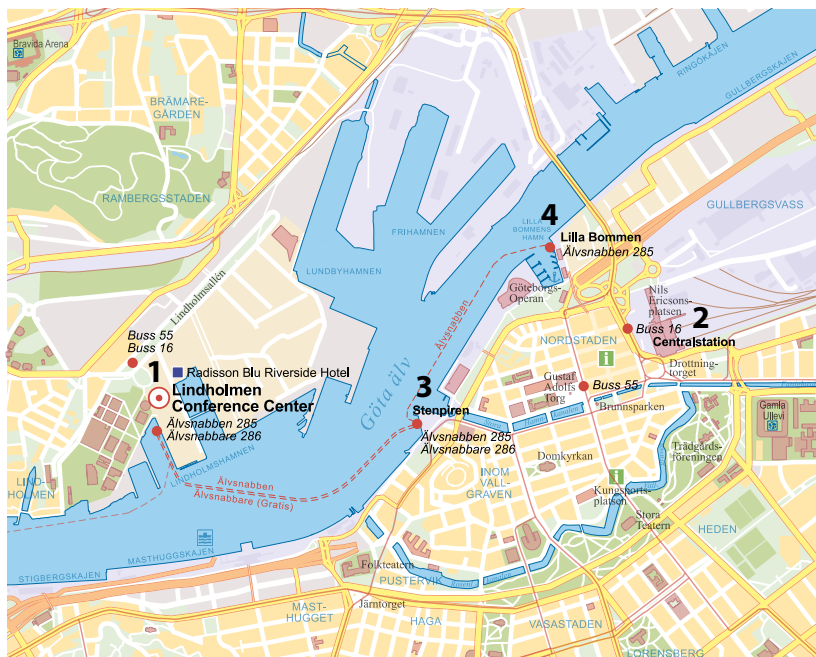 Bravida Arena
BRÄMARE-
GÅRDEN
RAMBERGSSTADEN
RINGÖKAJEN
GULLBERGSKAJEN
GULLBERGSVASS
FRIHAMNEN
LUNDBYHAMNEN
LILLA
BOMMENS
HAMN
4
Lilla Bommen
Älvsnabben 285
Göteborgs-
Operan
Lindholmsallén
Älvsnabben
Göta älv
Nils
Ericsons-
platsen
Buss 16
2
Centralstation
NORDSTADEN
Drottning-
torget
Buss 55
Buss 16
1
Radisson Blu Riverside Hotel
Lindholmen
Conference Center
Älvsnabben 285
Älvsnabbare 286
3
Stenpiren
Älvsnabben 285
Älvsnabbare 286
Gustaf
Adolfs
Torg
Buss 55
Brunnsparken
Hamn
Gamla
Ullevi
Trädgårds-
föreningen
Domkyrkan
INOM
VALL-
GRAVEN
Kungsports-
platsen
Stora
Teatern
HEDEN
LINDHOLMSHAMNEN
LIND-
HOLMEN
Älvsnabben
Älvsnabbare (Gratis)
MASTHUGGSKAJEN
STIGBERGSKAJEN
Folkteatern
PUSTERVIK
Järntorget
MAST-
HUGGET
HAGA
VASASTADEN
LORENSBERG